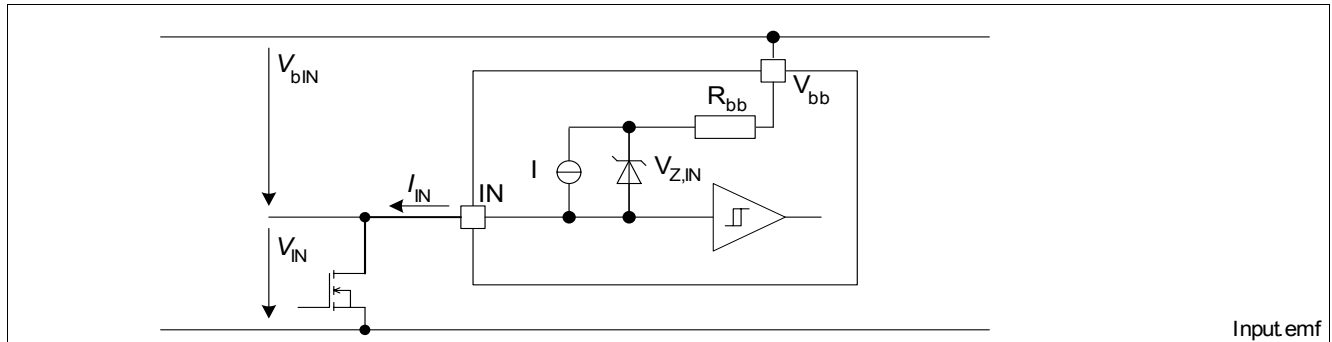 V_bIN
V_bb
R_bb
I
V_Z,IN
I_IN
IN
V_IN
Input.emf